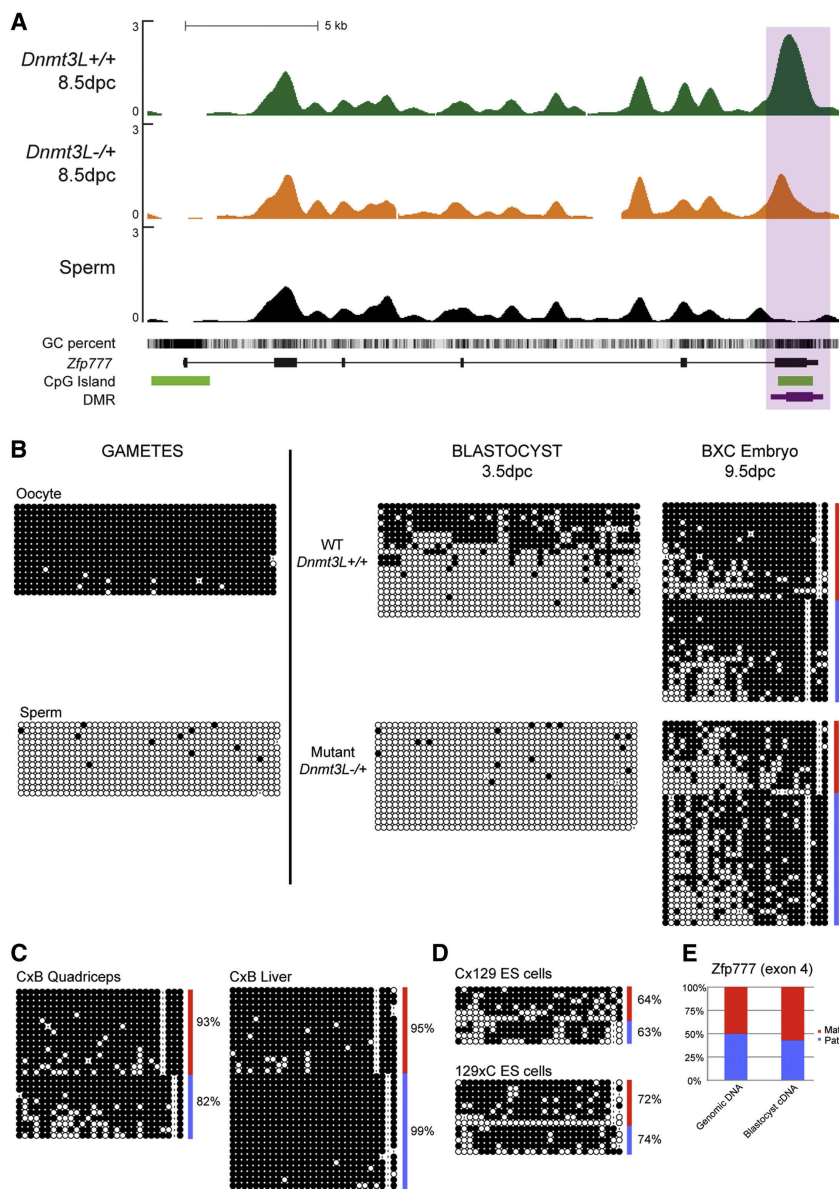 A
5 kb
3
Dnmt3L+/+
8.5dpc
0
3
Dnmt3L-/+
8.5dpc
0
3
Sperm
0
GC percent
Zfp777
CpG Island
DMR
B
GAMETES
BLASTOCYST
3.5dpc
BXC Embryo
9.5dpc
Oocyte
WT
Dnmt3L+/+
Sperm
Mutant
Dnmt3L-/+
C
CxB Quadriceps
93%
82%
CxB Liver
95%
99%
D
Cx129 ES cells
64%
63%
129xC ES cells
72%
74%
E
Zfp777 (exon 4)
100%
75%
50%
25%
0%
Mat
Pat
Genomic DNA
Blastocyst cDNA